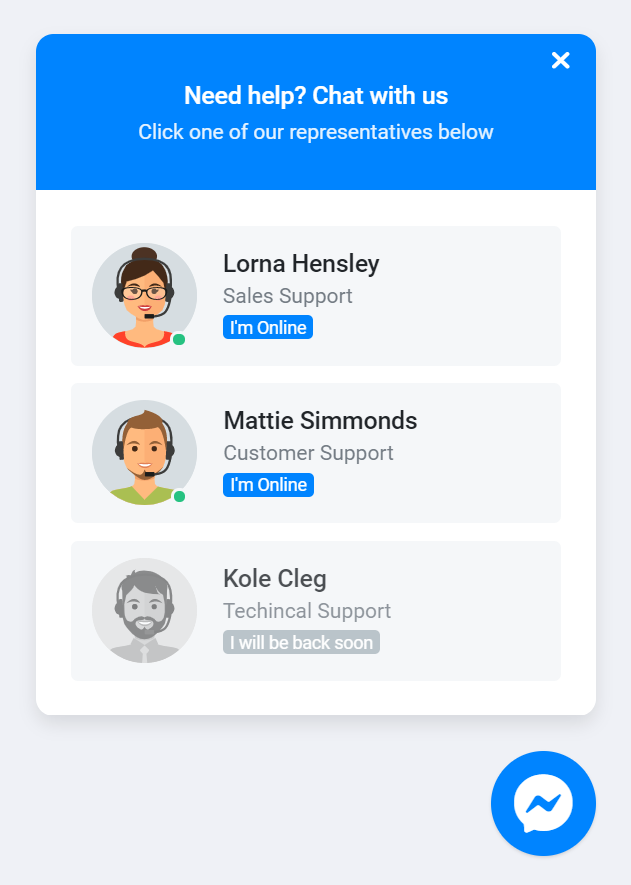 Need help? Chat with us
Click one of our representatives below
Lorna Hensley
Sales Support
I'm Online
Mattie Simmonds
Customer Support
I'm Online
Kole Cleg
Techincal Support
I will be back soon